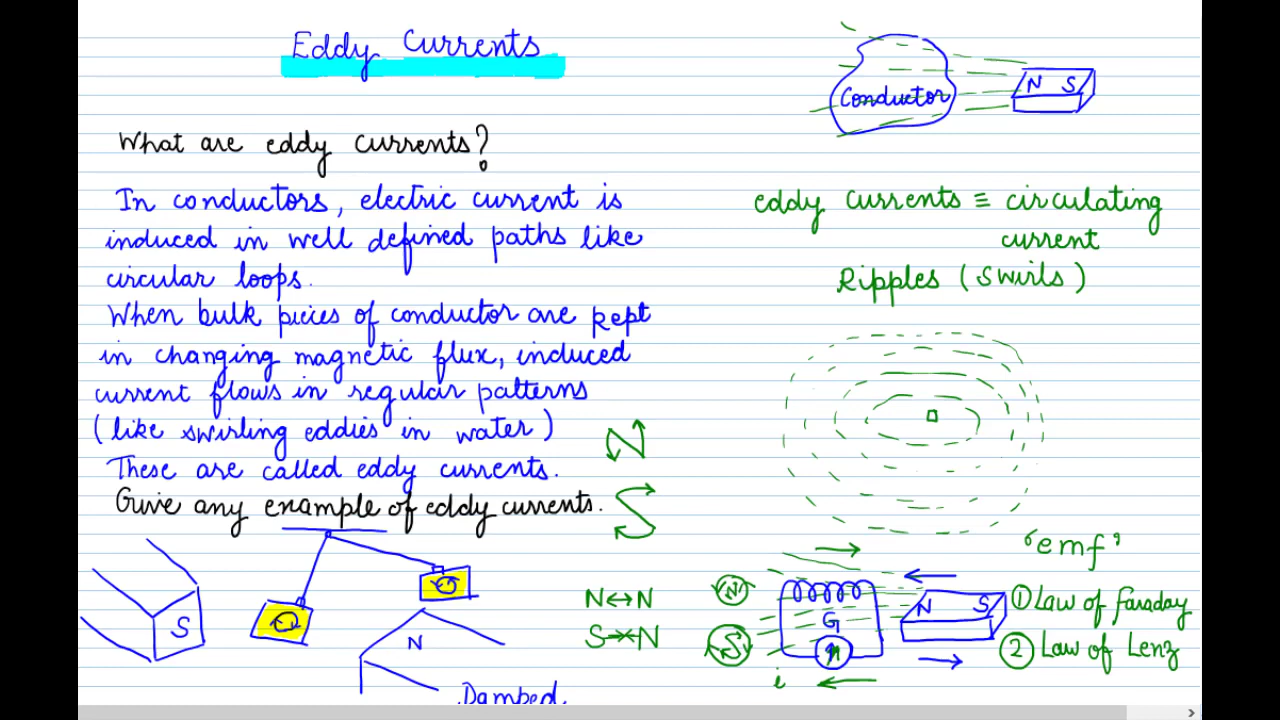 Eddy Currents
What are eddy currents?
In conductors, electric current is
induced in well defined paths like
circular loops.
When bulk pieces of conductor are kept
in changing magnetic flux, induced
current flows in regular patterns
(like swirling eddies in water)
These are called eddy currents.
Give any example of eddy currents.
S
N
Damped
Conductor
N S
eddy currents ≡ circulating
current
Ripples (swirls)
N
S
N↔N
S→←N
'emf'
N
S
G
i
N S
① Law of Faraday
② Law of Lenz